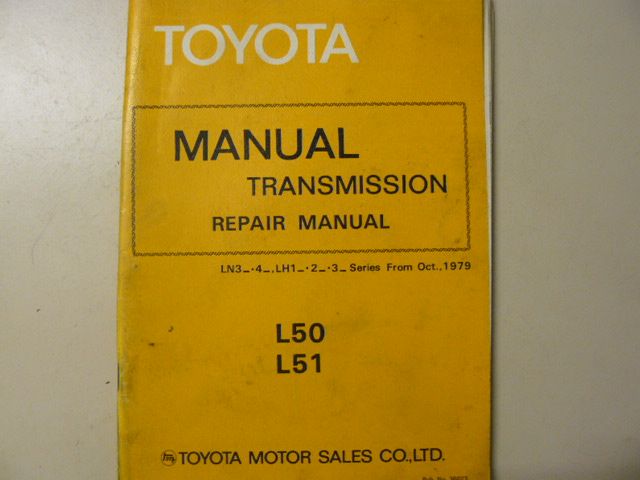 TOYOTA
MANUAL
TRANSMISSION
REPAIR MANUAL
LN3_·4_,LH1_·2_·3_ Series From Oct.,1979
L50
L51
TOYOTA MOTOR SALES CO.,LTD.